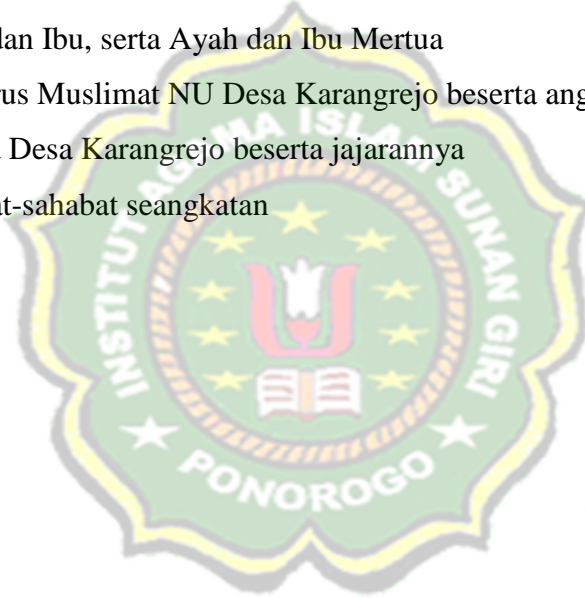 dan Ibu, serta Ayah dan Ibu Mertua
rus Muslimat NU Desa Karangrejo beserta ang
Desa Karangrejo beserta jajarannya
at-sahabat seangkatan
INSTITUT AGAMA ISLAM SUNAN GIRI
PONOROGO